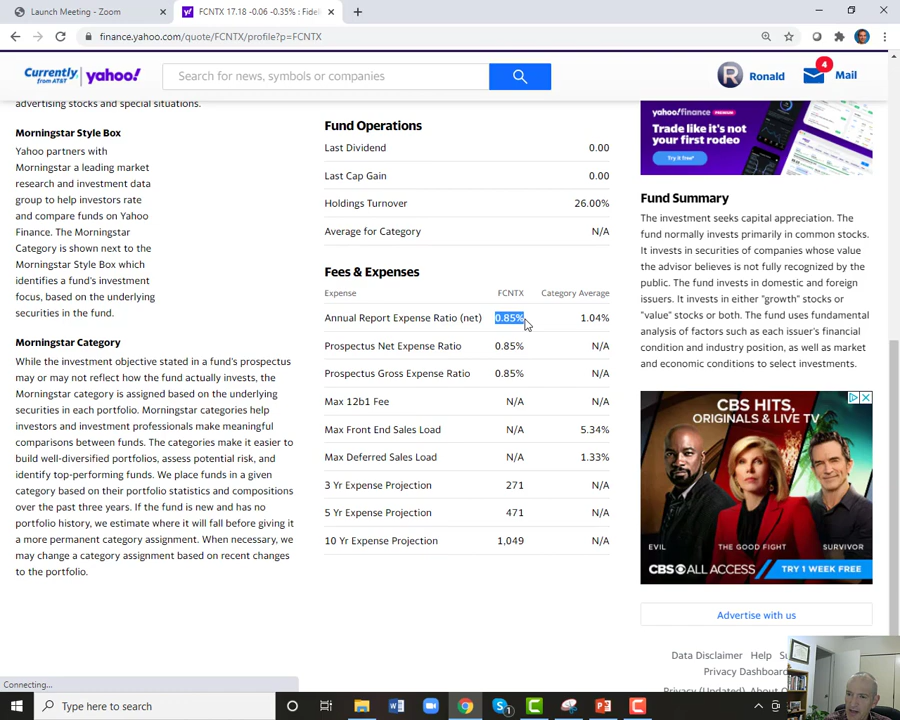 Launch Meeting - Zoom
FCNTX 17.18 -0.06 -0.35% : Fideli
finance.yahoo.com/quote/FCNTX/profile?p=FCNTX
Currently,
from AT&T
yahoo!
Search for news, symbols or companies
R
Ronald
4
Mail
advertising stocks and special situations.
Morningstar Style Box
Yahoo partners with
Morningstar a leading market
research and investment data
group to help investors rate
and compare funds on Yahoo
Finance. The Morningstar
Category is shown next to the
Morningstar Style Box which
identifies a fund's investment
focus, based on the underlying
securities in the fund.
Morningstar Category
While the investment objective stated in a fund's prospectus
may or may not reflect how the fund actually invests, the
Morningstar category is assigned based on the underlying
securities in each portfolio. Morningstar categories help
investors and investment professionals make meaningful
comparisons between funds. The categories make it easier to
build well-diversified portfolios, assess potential risk, and
identify top-performing funds. We place funds in a given
category based on their portfolio statistics and compositions
over the past three years. If the fund is new and has no
portfolio history, we estimate where it will fall before giving it
a more permanent category assignment. When necessary, we
may change a category assignment based on recent changes
to the portfolio.
Fund Operations
Last Dividend 0.00
Last Cap Gain 0.00
Holdings Turnover 26.00%
Average for Category N/A
Fees & Expenses
Expense FCNTX Category Average
Annual Report Expense Ratio (net) 0.85% 1.04%
Prospectus Net Expense Ratio 0.85% N/A
Prospectus Gross Expense Ratio 0.85% N/A
Max 12b1 Fee N/A N/A
Max Front End Sales Load N/A 5.34%
Max Deferred Sales Load N/A 1.33%
3 Yr Expense Projection 271 N/A
5 Yr Expense Projection 471 N/A
10 Yr Expense Projection 1,049 N/A
yahoo!finance PREMIUM
Trade like it's not
your first rodeo
Try it free*
Fund Summary
The investment seeks capital appreciation. The
fund normally invests primarily in common stocks.
It invests in securities of companies whose value
the advisor believes is not fully recognized by the
public. The fund invests in domestic and foreign
issuers. It invests in either "growth" stocks or
"value" stocks or both. The fund uses fundamental
analysis of factors such as each issuer's financial
condition and industry position, as well as market
and economic conditions to select investments.
CBS HITS,
ORIGINALS & LIVE TV
EVIL THE GOOD FIGHT SURVIVOR
CBS ALL ACCESS TRY 1 WEEK FREE
Advertise with us
Data Disclaimer Help
Privacy Dashboard
Privacy (Updated) About
Connecting...
Type here to search